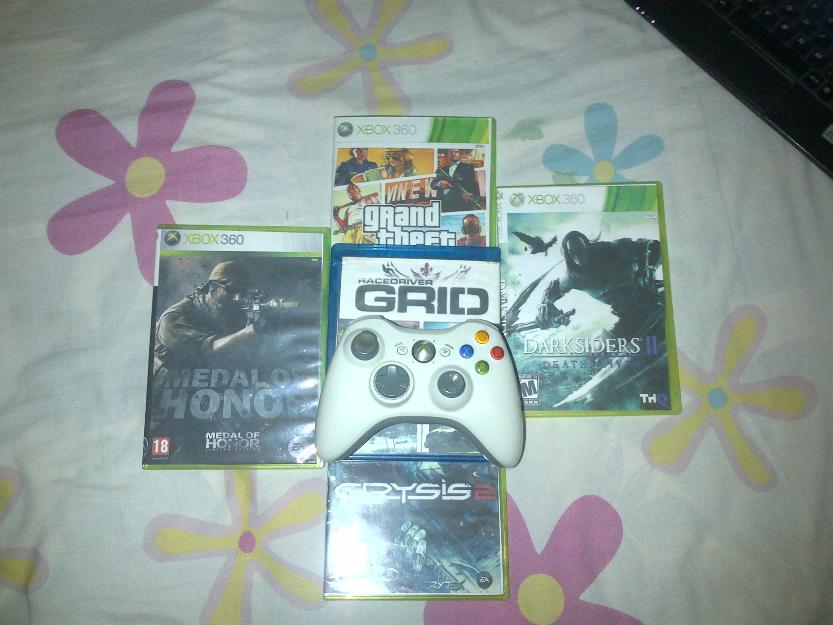 XBOX 360
grand
theft
XBOX 360
DARKSIDERS II
M
THQ
XBOX 360
MEDAL OF
HONOR
18
MEDAL OF
HONOR
EA
RACEDRIVER
GRID
X
Y
B
A
CRYSIS 2
EA